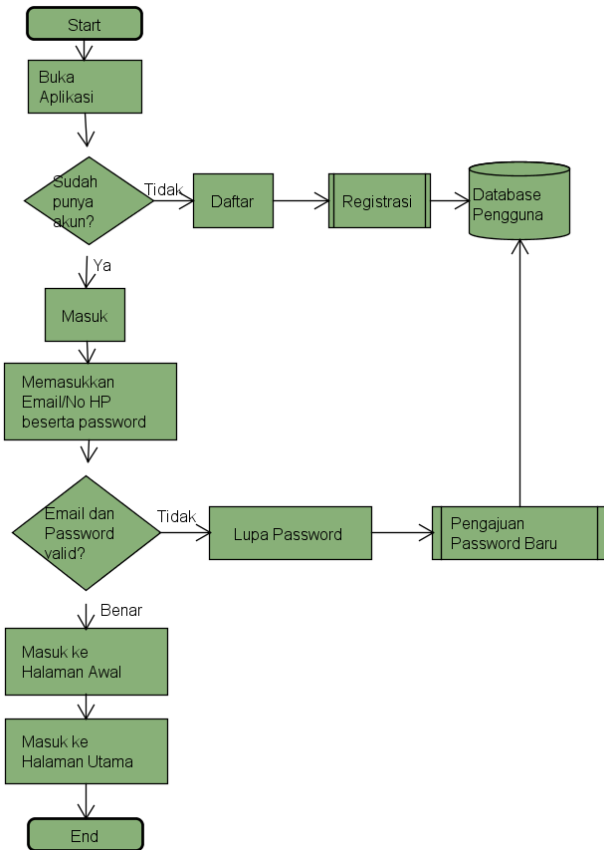 Start
Buka
Aplikasi
Sudah
punya
akun?
Tidak
Daftar
Registrasi
Database
Pengguna
Ya
Masuk
Memasukkan
Email/No HP
beserta password
Email dan
Password
valid?
Tidak
Lupa Password
Pengajuan
Password Baru
Benar
Masuk ke
Halaman Awal
Masuk ke
Halaman Utama
End